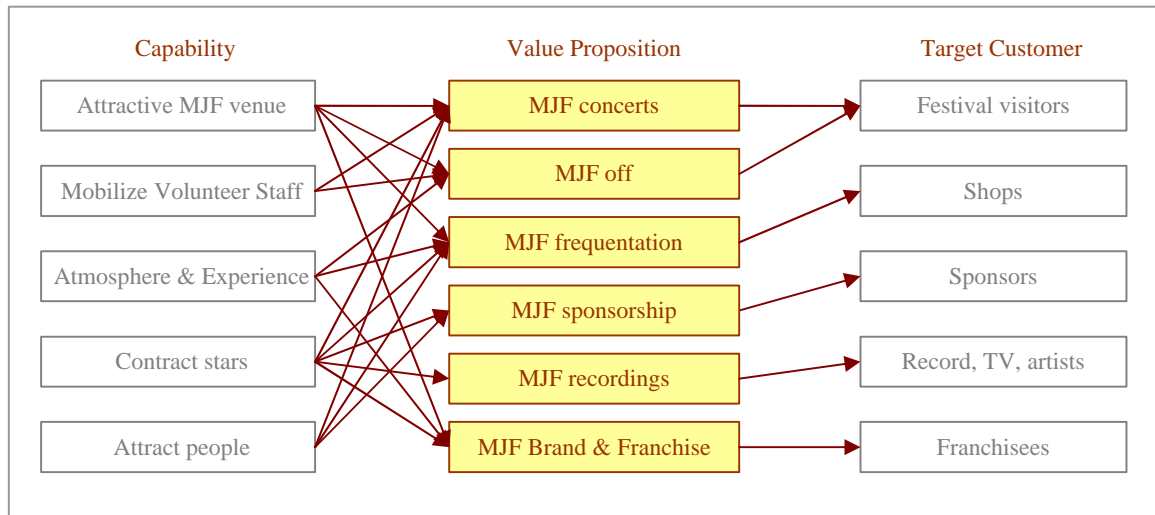 Capability
Value Proposition
Target Customer
Attractive MJF venue
MJF concerts
Festival visitors
Mobilize Volunteer Staff
MJF off
Shops
Atmosphere & Experience
MJF frequentation
Sponsors
Contract stars
MJF sponsorship
Record, TV, artists
MJF recordings
Attract people
MJF Brand & Franchise
Franchisees